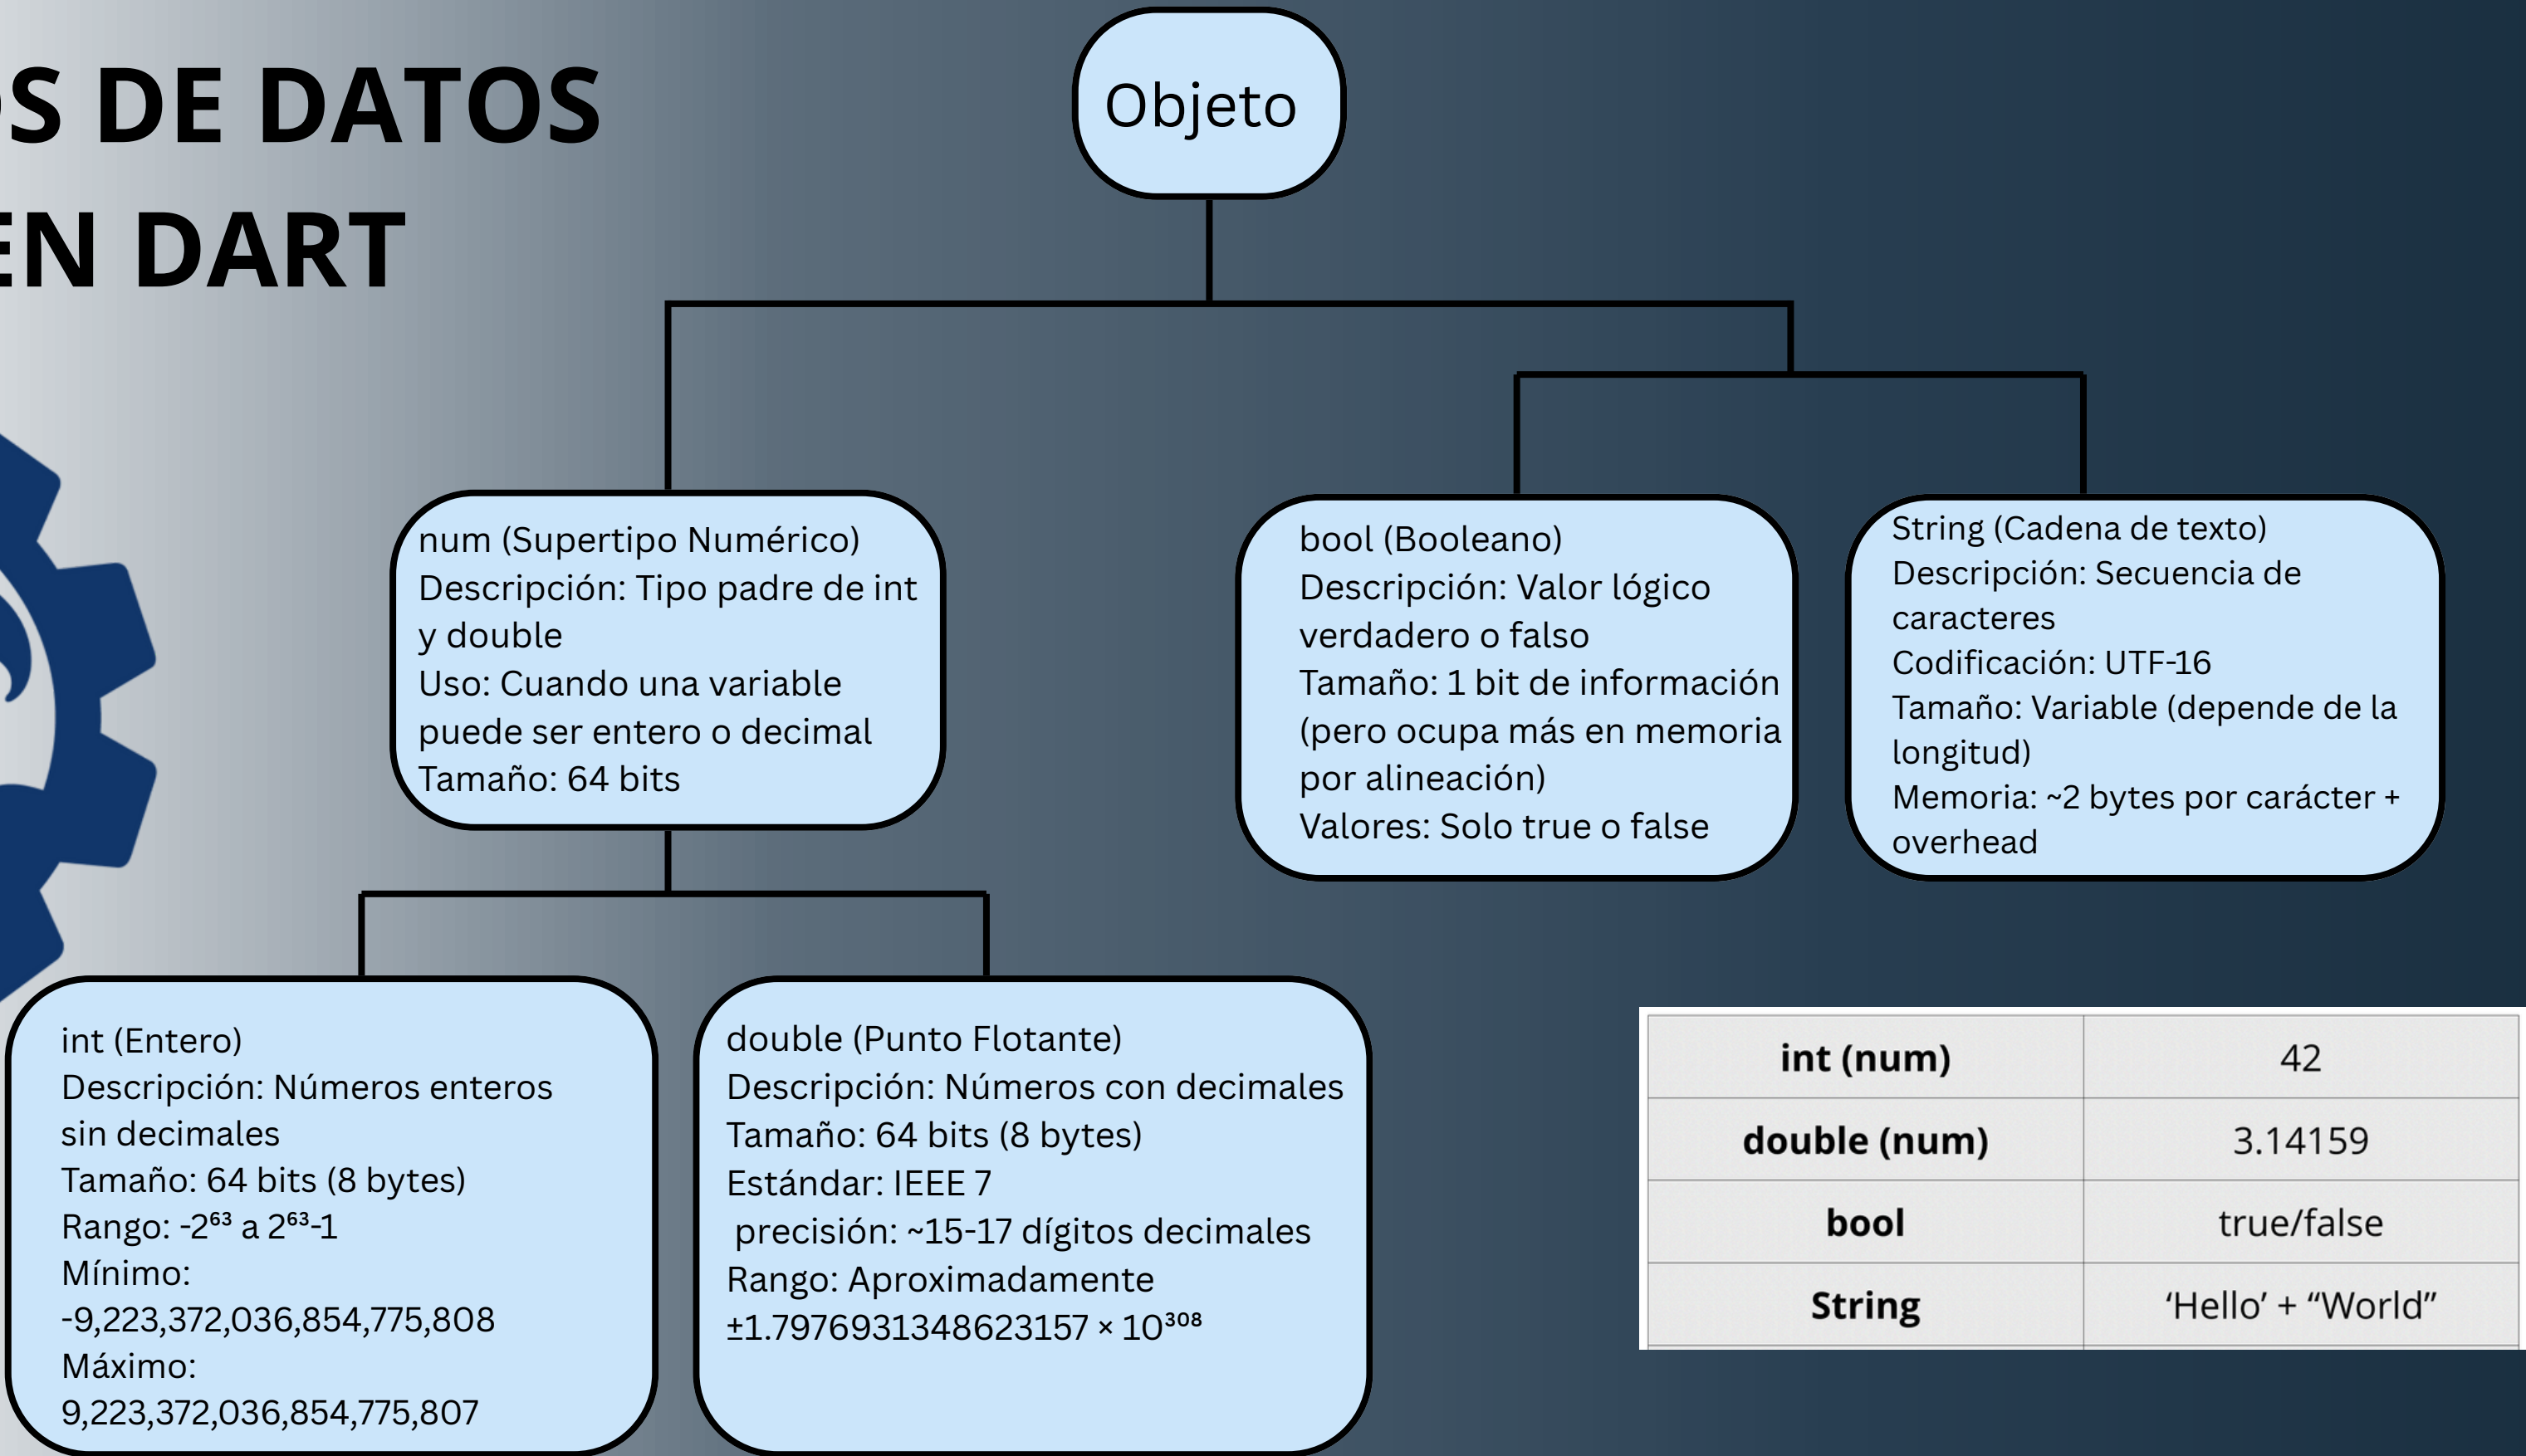 S DE DATOS
EN DART
Objeto
num (Supertipo Numérico)
Descripción: Tipo padre de int
y double
Uso: Cuando una variable
puede ser entero o decimal
Tamaño: 64 bits
bool (Booleano)
Descripción: Valor lógico
verdadero o falso
Tamaño: 1 bit de información
(pero ocupa más en memoria
por alineación)
Valores: Solo true o false
String (Cadena de texto)
Descripción: Secuencia de
caracteres
Codificación: UTF-16
Tamaño: Variable (depende de la
longitud)
Memoria: ~2 bytes por carácter +
overhead
int (Entero)
Descripción: Números enteros
sin decimales
Tamaño: 64 bits (8 bytes)
Rango: -2⁶³ a 2⁶³-1
Mínimo:
-9,223,372,036,854,775,808
Máximo:
9,223,372,036,854,775,807
double (Punto Flotante)
Descripción: Números con decimales
Tamaño: 64 bits (8 bytes)
Estándar: IEEE 7
precisión: ~15-17 dígitos decimales
Rango: Aproximadamente
±1.7976931348623157 × 10³⁰⁸
int (num) 42
double (num) 3.14159
bool true/false
String ‘Hello’ + “World”